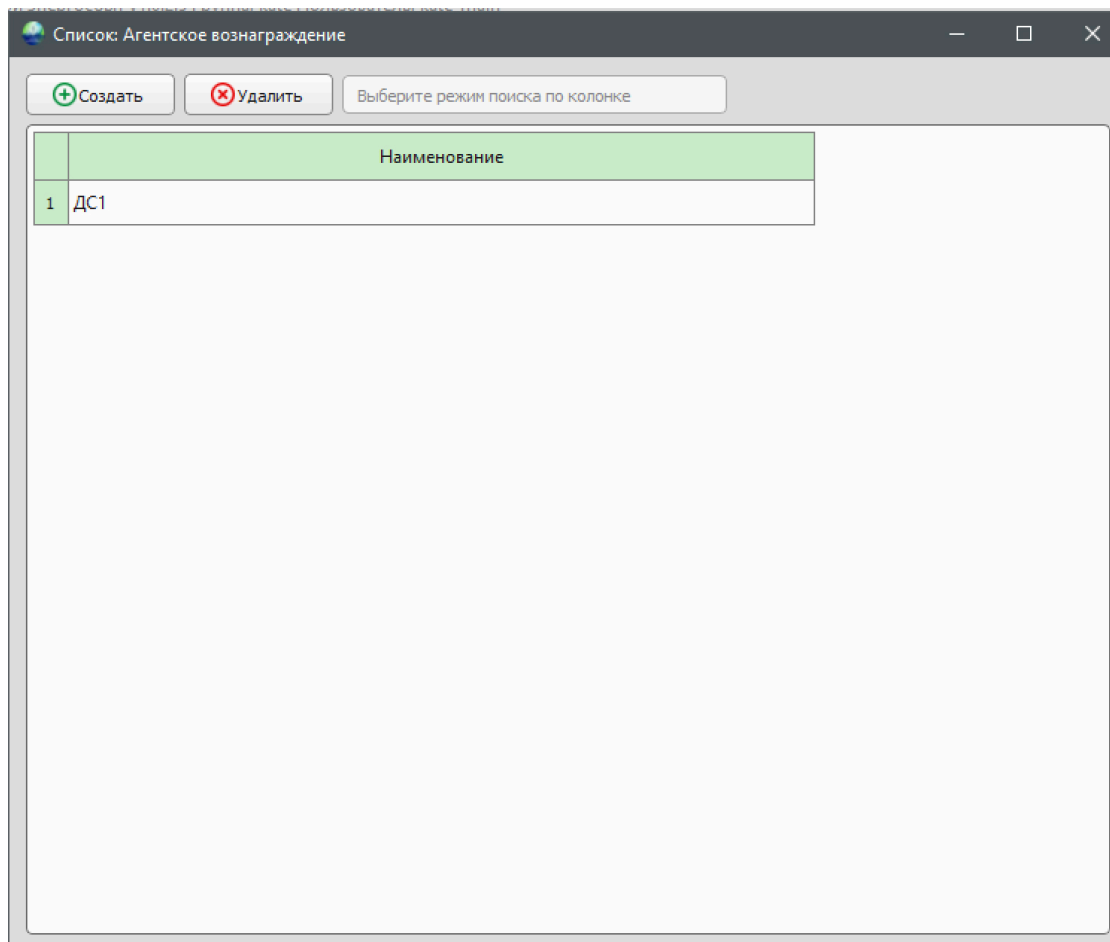 Список: Агентское вознаграждение
Создать
Удалить
Выберите режим поиска по колонке
Наименование
1 ДС1